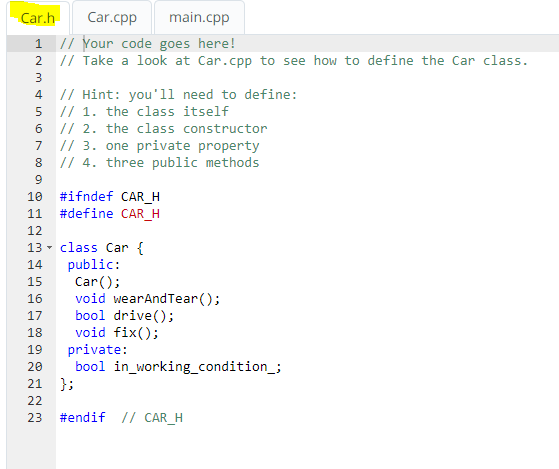 Car.h Car.cpp main.cpp
1 // Your code goes here!
2 // Take a look at Car.cpp to see how to define the Car class.
3
4 // Hint: you'll need to define:
5 // 1. the class itself
6 // 2. the class constructor
7 // 3. one private property
8 // 4. three public methods
9
10 #ifndef CAR_H
11 #define CAR_H
12
13 class Car {
14 public:
15 Car();
16 void wearAndTear();
17 bool drive();
18 void fix();
19 private:
20 bool in_working_condition_;
21 };
22
23 #endif // CAR_H